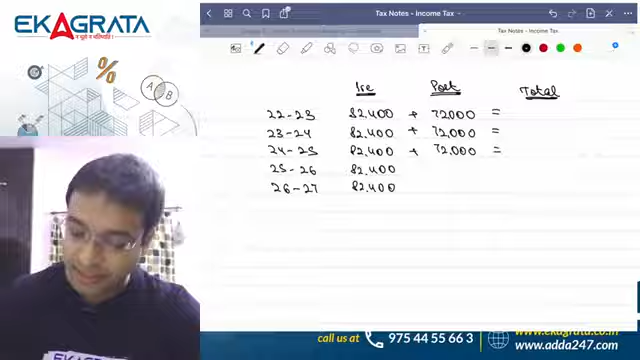 EKAGRATA
%
A
B
Tax Notes - Income Tax
Tax Notes - Income Tax
Pre Post Total
22-23 82,400 + 72,000 =
23-24 82,400 + 72,000 =
24-25 82,400 + 72,000 =
25-26 82,400
26-27 82,400
EKAGRATA
call us at 975 44 55 66 3
www.ekagrata.co.in
www.adda247.com